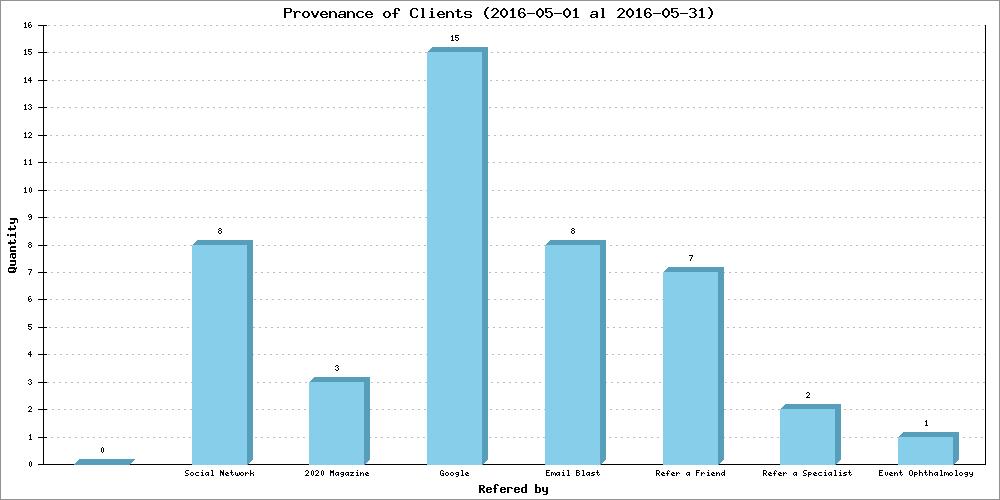 Provenance of Clients (2016-05-01 al 2016-05-31)
16
15
14
13
12
11
10
9
8
7
6
5
4
3
2
1
0
Quantity
0
8
3
15
8
7
2
1
Social Network
2020 Magazine
Google
Email Blast
Refer a Friend
Refer a Specialist
Event Ophthalmology
Refered by